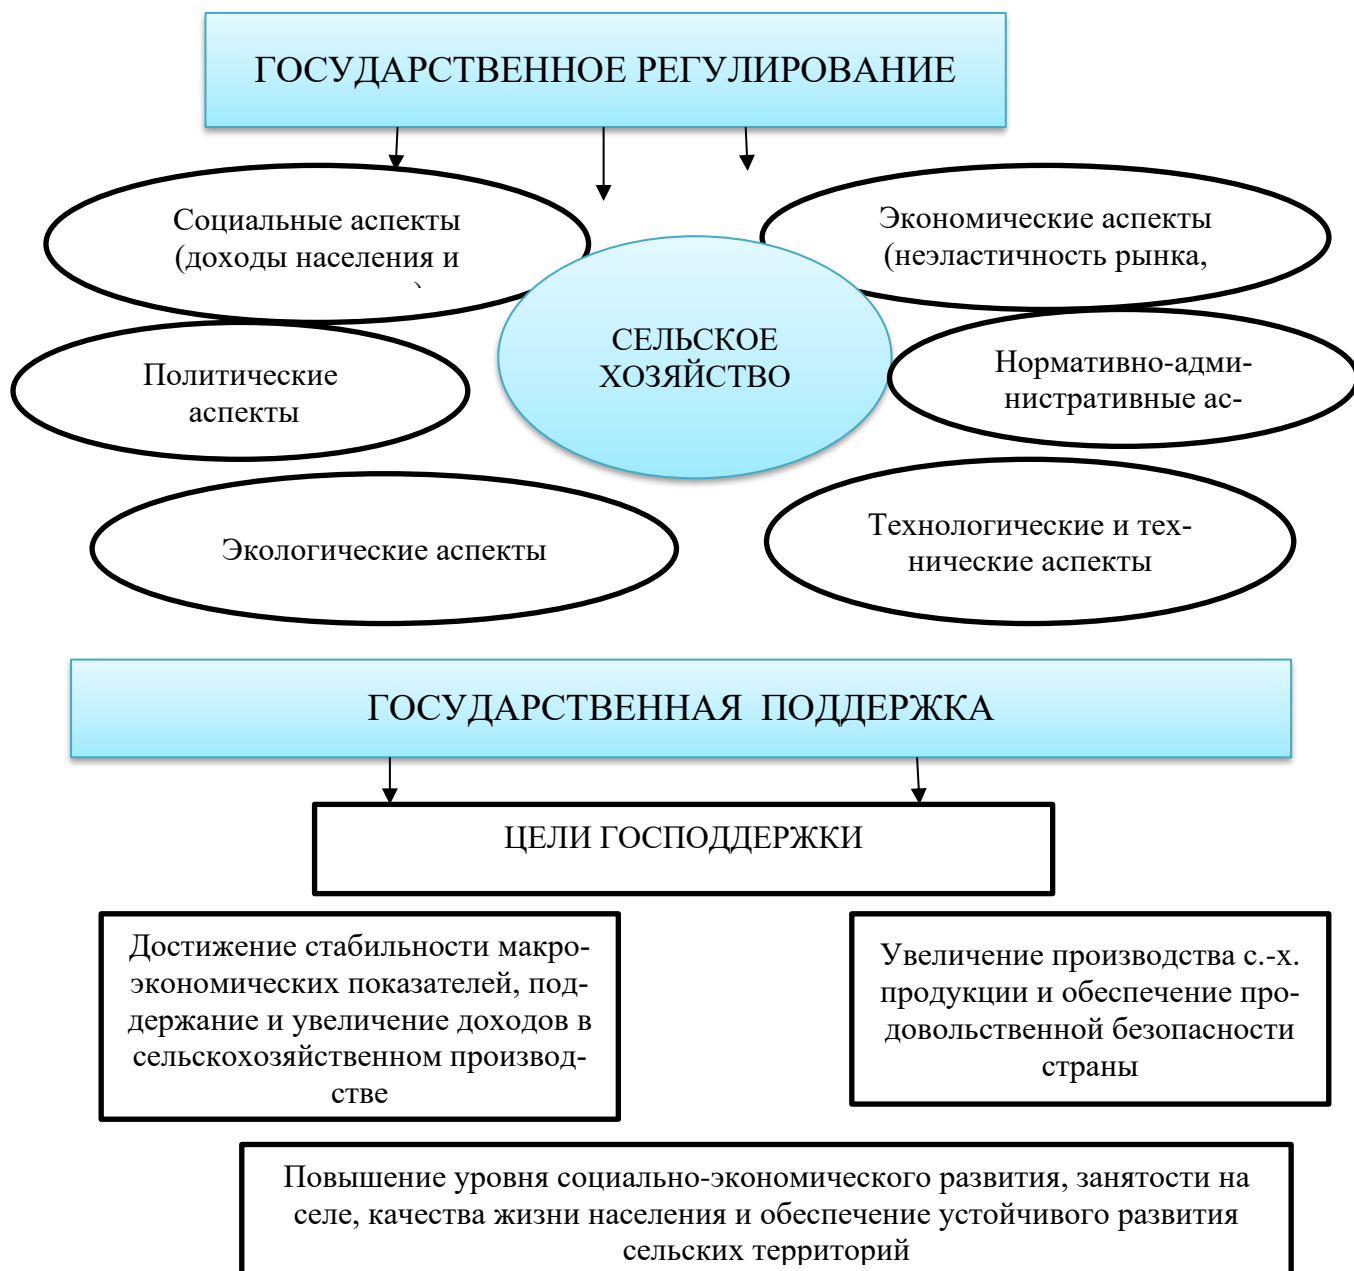 ГОСУДАРСТВЕННОЕ РЕГУЛИРОВАНИЕ
Социальные аспекты
(доходы населения и
Экономические аспекты
(неэластичность рынка,
СЕЛЬСКОЕ
ХОЗЯЙСТВО
Политические
аспекты
Нормативно-адми-
нистративные ас-
Экологические аспекты
Технологические и тех-
нические аспекты
ГОСУДАРСТВЕННАЯ ПОДДЕРЖКА
ЦЕЛИ ГОСПОДДЕРЖКИ
Достижение стабильности макро-
экономических показателей, под-
держание и увеличение доходов в
сельскохозяйственном производ-
стве
Увеличение производства с.-х.
продукции и обеспечение про-
довольственной безопасности
страны
Повышение уровня социально-экономического развития, занятости на
селе, качества жизни населения и обеспечение устойчивого развития
сельских территорий